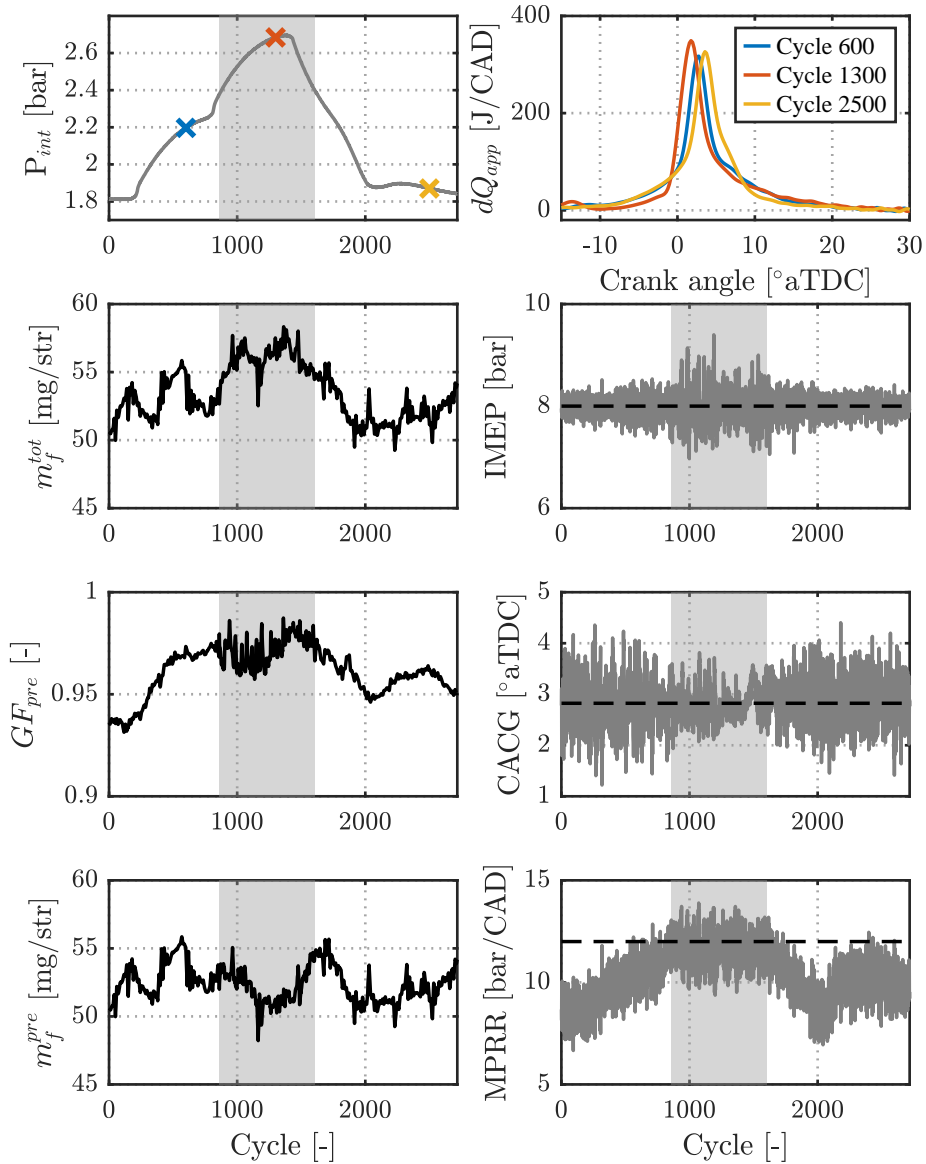 P_int [bar]
2.6
2.4
2.2
2
1.8
0 1000 2000
dQ_app [J/CAD]
400
200
0
Cycle 600
Cycle 1300
Cycle 2500
-10 0 10 20 30
Crank angle [°aTDC]
m_f^tot [mg/str]
60
55
50
45
0 1000 2000
IMEP [bar]
10
8
6
0 1000 2000
GF_pre [-]
1
0.95
0.9
0 1000 2000
CACG [°aTDC]
5
4
3
2
1
0 1000 2000
m_f^pre [mg/str]
60
55
50
45
0 1000 2000
Cycle [-]
MPRR [bar/CAD]
15
10
5
0 1000 2000
Cycle [-]